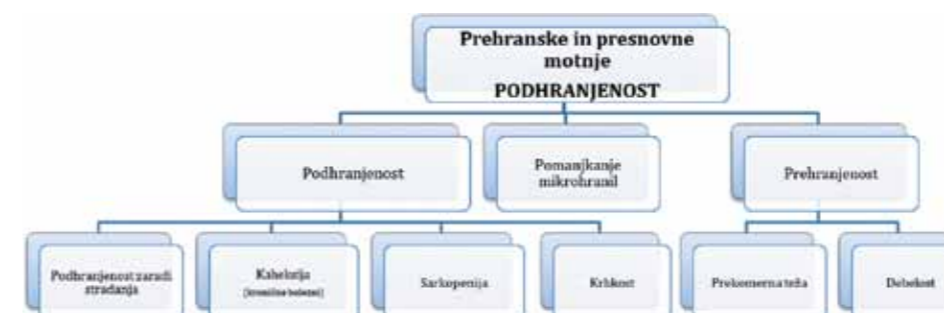 Prehranske in presnovne
motnje
PODHRANJENOST
Podhranjenost
Pomanjkanje
mikrohranil
Prehranjenost
Podhranjenost zaradi
stradanja
Kaheksija
(kronične bolezni)
Sarkopenija
Krhkost
Prekomerna teža
Debelost